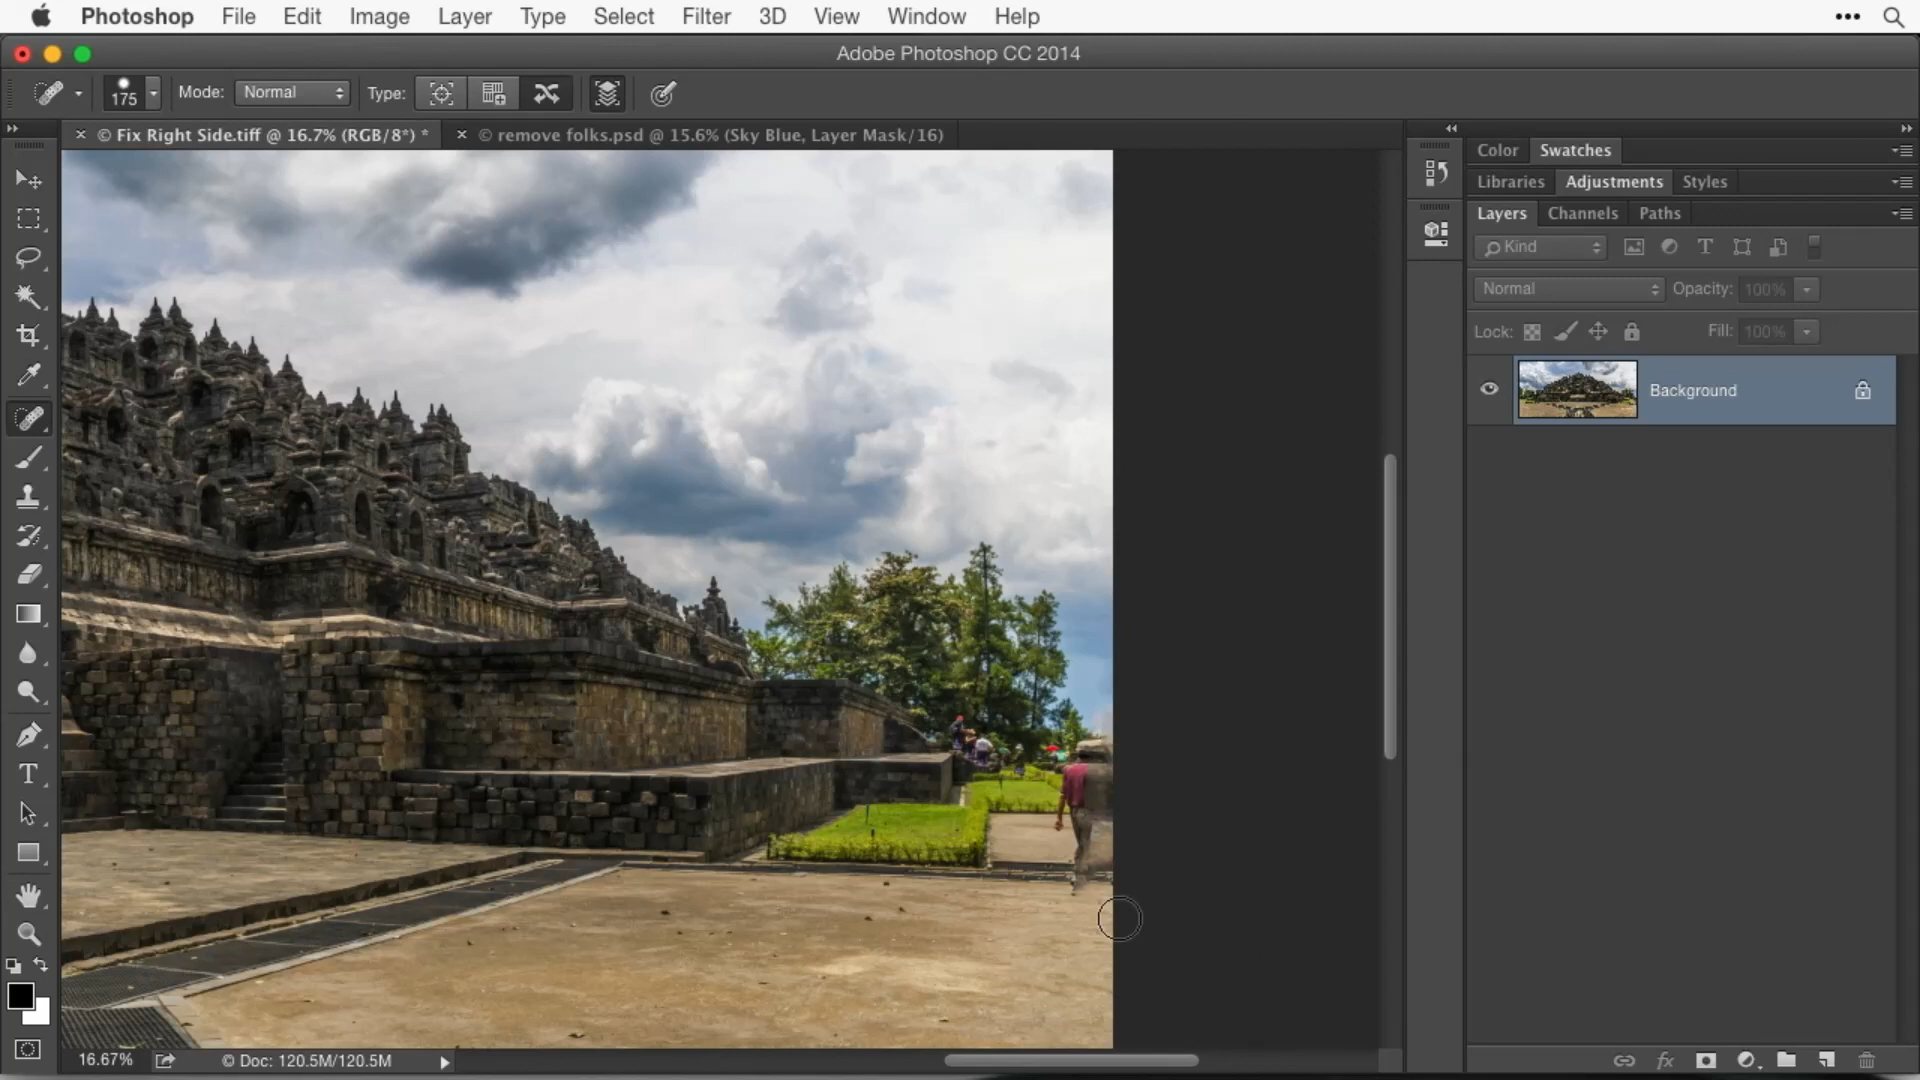 Photoshop File Edit Image Layer Type Select Filter 3D View Window Help
Adobe Photoshop CC 2014
175 Mode: Normal Type:
© Fix Right Side.tiff @ 16.7% (RGB/8*) * © remove folks.psd @ 15.6% (Sky Blue, Layer Mask/16)
Color Swatches
Libraries Adjustments Styles
Layers Channels Paths
Kind
Normal Opacity: 100%
Lock: Fill: 100%
Background
16.67% © Doc: 120.5M/120.5M